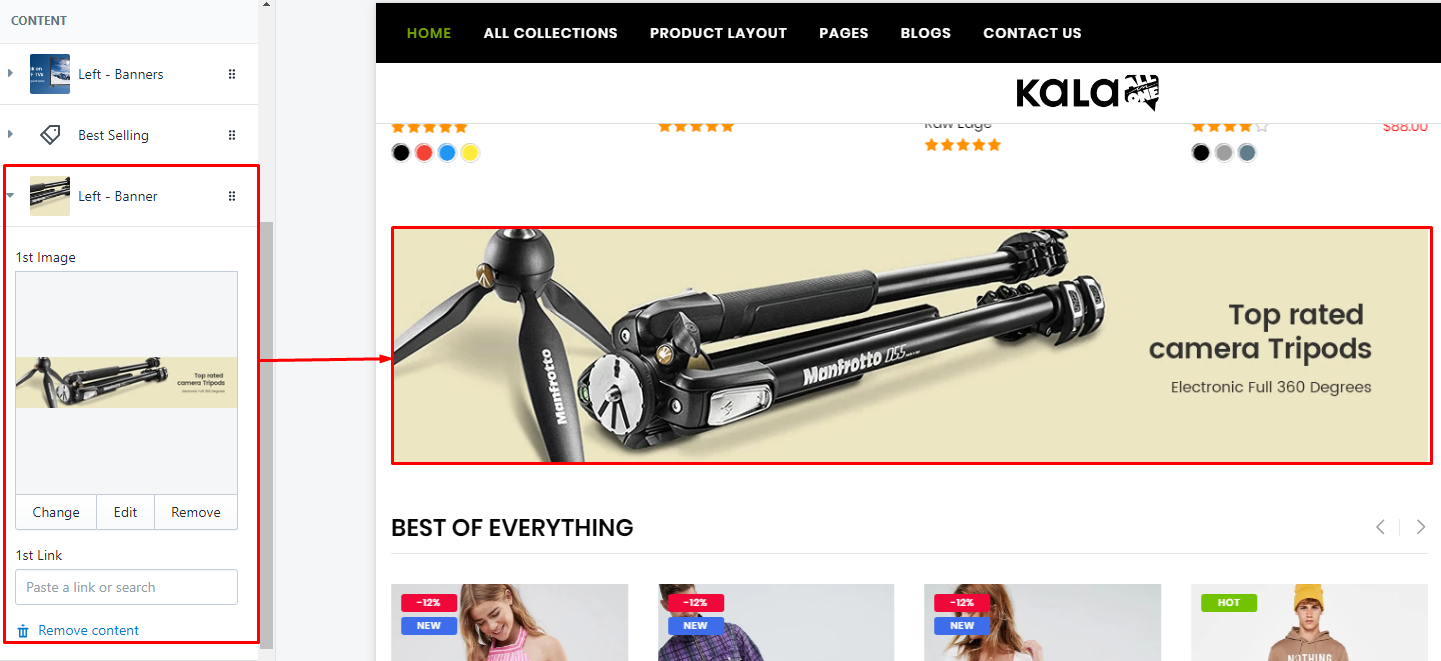 CONTENT
Left - Banners
Best Selling
Left - Banner
1st Image
Top rated
camera Tripods
Electronic Full 360 Degrees
Change Edit Remove
1st Link
Paste a link or search
Remove content
HOME ALL COLLECTIONS PRODUCT LAYOUT PAGES BLOGS CONTACT US
KALA
ONE
Raw Edge
$88.00
Manfrotto
Manfrotto 055
Top rated
camera Tripods
Electronic Full 360 Degrees
BEST OF EVERYTHING
-12% -12% -12% HOT
NEW NEW NEW
NOTHING